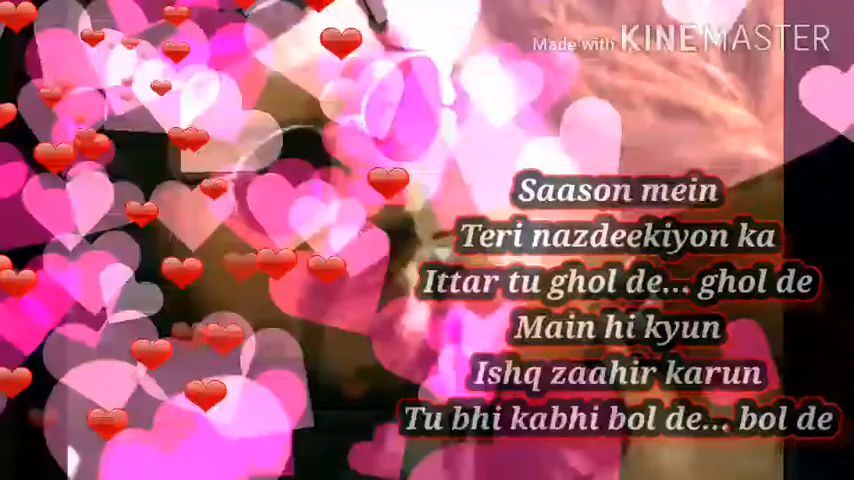 Made with KINEMASTER
Saason mein
Teri nazdeekiyon ka
Ittar tu ghol de... ghol de
Main hi kyun
Ishq zaahir karun
Tu bhi kabhi bol de... bol de